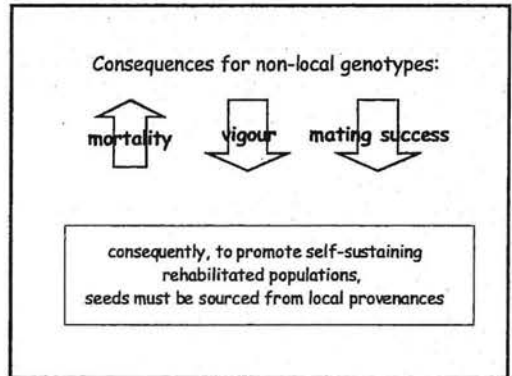 Consequences for non-local genotypes:
mortality vigour mating success
consequently, to promote self-sustaining
rehabilitated populations,
seeds must be sourced from local provenances